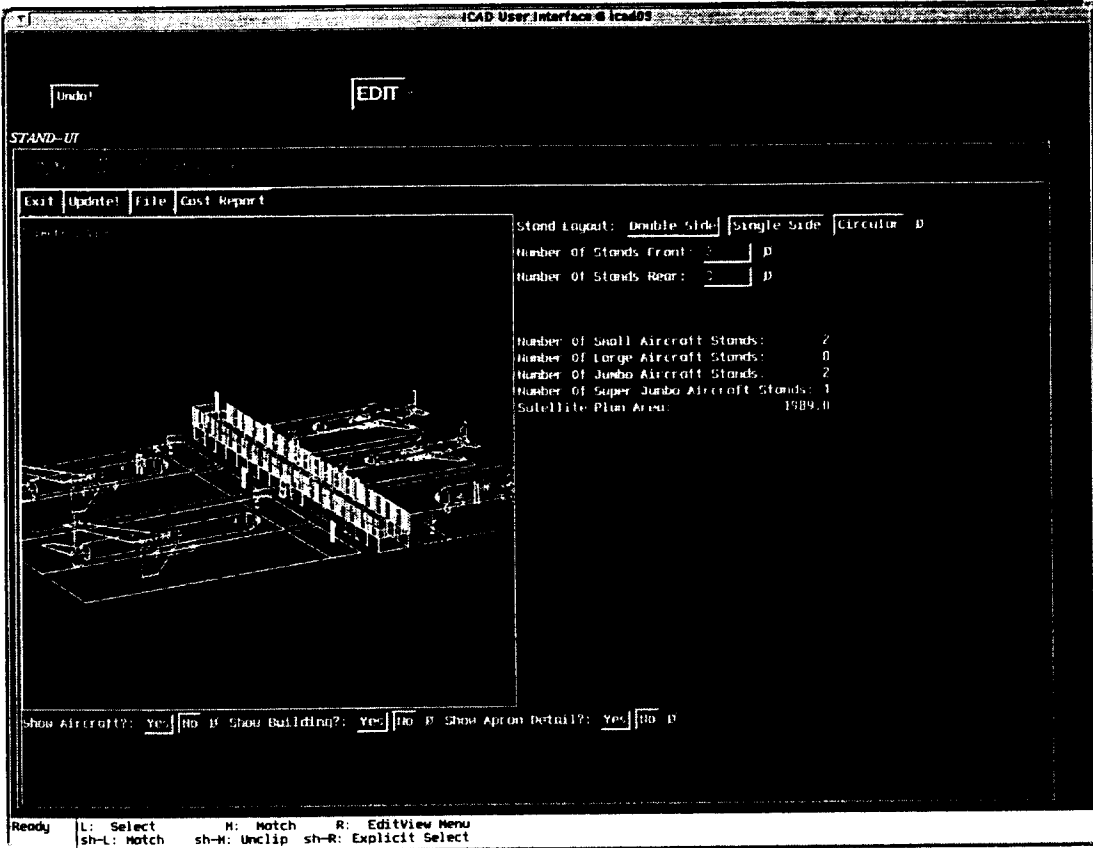 ICAD User Interface @ icad09
Undo!
EDIT
STAND-UI
Exit Update! File Cost Report
Stand Layout: Double Side Single Side Circular D
Number Of Stands Front: D
Number Of Stands Rear: D
Number Of Small Aircraft Stands: 2
Number Of Large Aircraft Stands: 0
Number Of Jumbo Aircraft Stands: 2
Number Of Super Jumbo Aircraft Stands: 1
Satellite Plan Area: 1989.0
Show Aircraft?: Yes No D Show Building?: Yes No D Show Apron Detail?: Yes No D
Ready L: Select M: Match R: EditView Menu
sh-L: Match sh-M: Unclip sh-R: Explicit Select